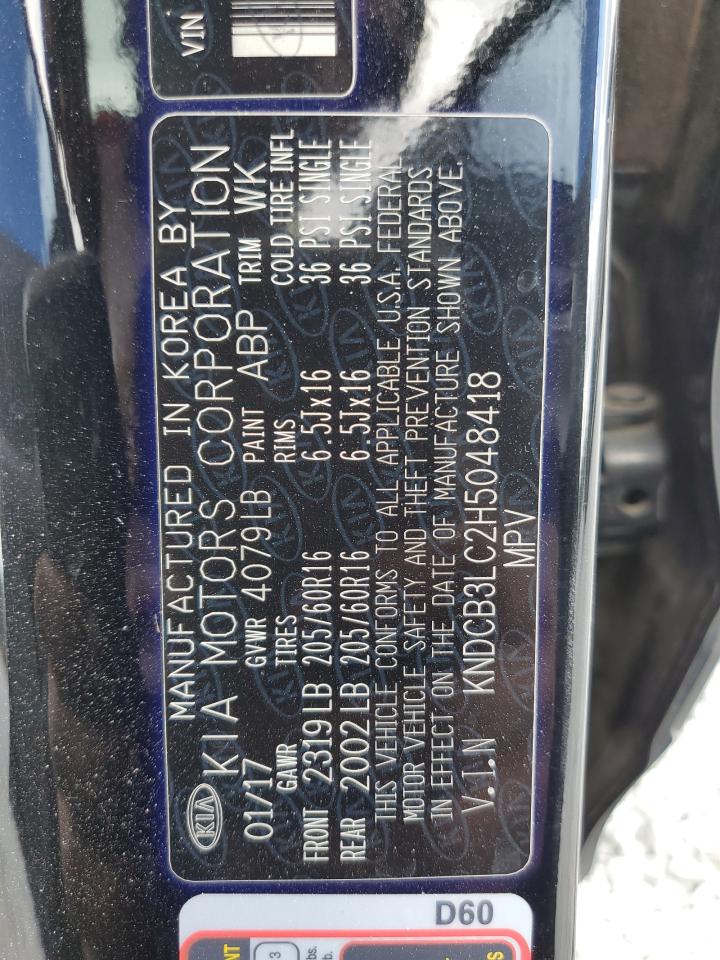 VIN
MANUFACTURED IN KOREA BY
KIA KIA MOTORS CORPORATION
01/17 GVWR 4079LB PAINT ABP TRIM WK
GAWR TIRES RIMS COLD TIRE INFL
FRONT 2319LB 205/60R16 6.5Jx16 36 PSI SINGLE
REAR 2002LB 205/60R16 6.5Jx16 36 PSI SINGLE
THIS VEHICLE CONFORMS TO ALL APPLICABLE U.S.A. FEDERAL
MOTOR VEHICLE SAFETY AND THEFT PREVENTION STANDARDS
IN EFFECT ON THE DATE OF MANUFACTURE SHOWN ABOVE.
V.I.N KNDCB3LC2H5048418
MPV
D60
3